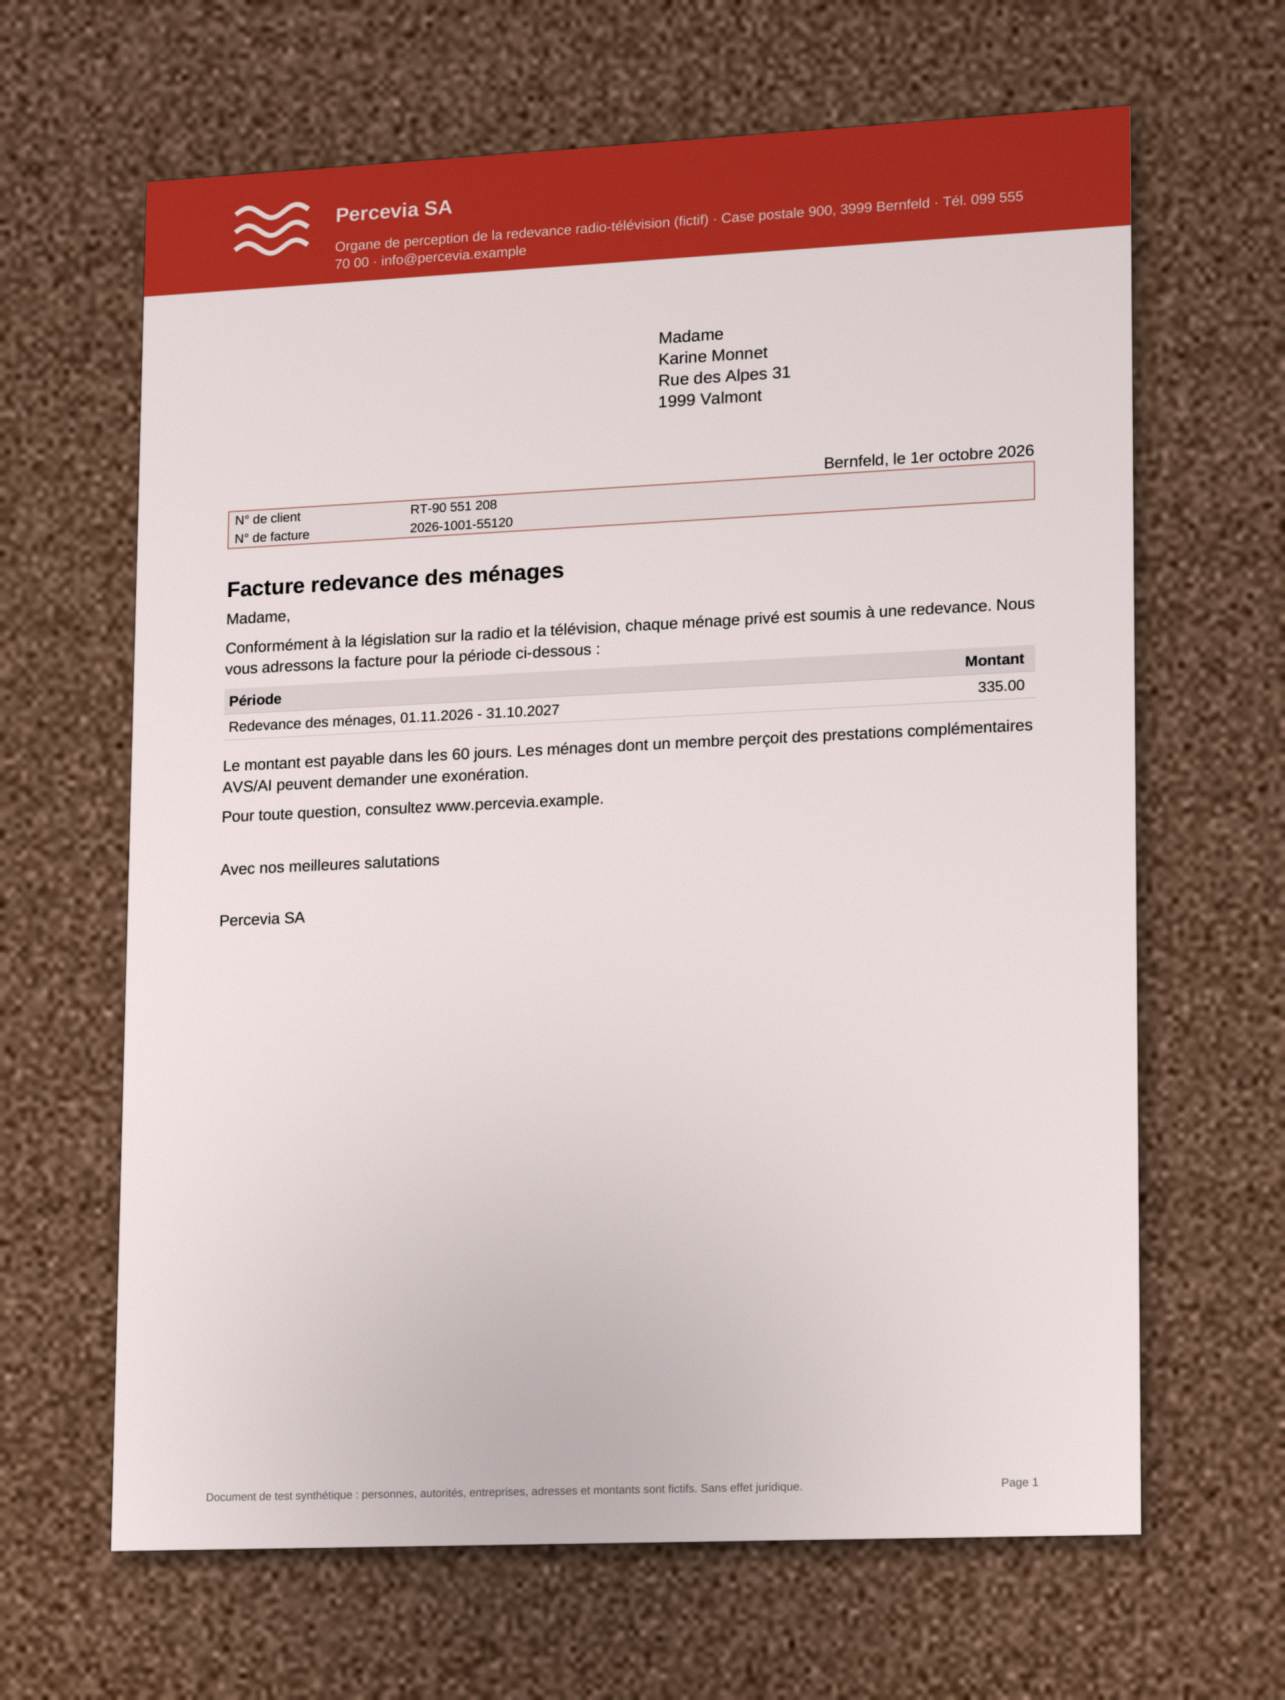 Percevia SA
Organe de perception de la redevance radio-télévision (fictif) · Case postale 900, 3999 Bernfeld · Tél. 099 555
70 00 · info@percevia.example
Madame
Karine Monnet
Rue des Alpes 31
1999 Valmont
Bernfeld, le 1er octobre 2026
N° de client RT-90 551 208
N° de facture 2026-1001-55120
Facture redevance des ménages
Madame,
Conformément à la législation sur la radio et la télévision, chaque ménage privé est soumis à une redevance. Nous
vous adressons la facture pour la période ci-dessous :
Période Montant
Redevance des ménages, 01.11.2026 - 31.10.2027 335.00
Le montant est payable dans les 60 jours. Les ménages dont un membre perçoit des prestations complémentaires
AVS/AI peuvent demander une exonération.
Pour toute question, consultez www.percevia.example.
Avec nos meilleures salutations
Percevia SA
Document de test synthétique : personnes, autorités, entreprises, adresses et montants sont fictifs. Sans effet juridique. Page 1